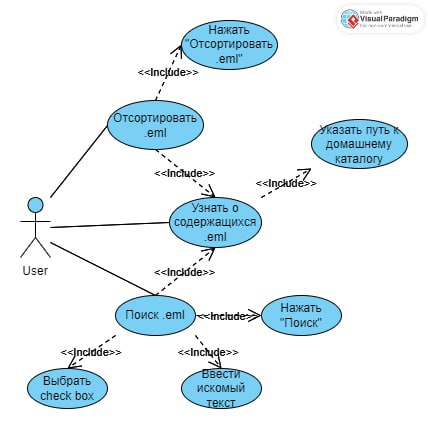 Made with
Visual Paradigm
For non-commercial use
Нажать
"Отсортировать
.eml"
<<Include>>
Отсортировать
.eml
<<Include>>
Указать путь к
домашнему
каталогу
<<Include>>
Узнать о
содержащихся
.eml
User
<<Include>>
Поиск .eml
<<Include>>
Нажать
"Поиск"
<<Include>>
<<Include>>
Выбрать
check box
Ввести
искомый
текст